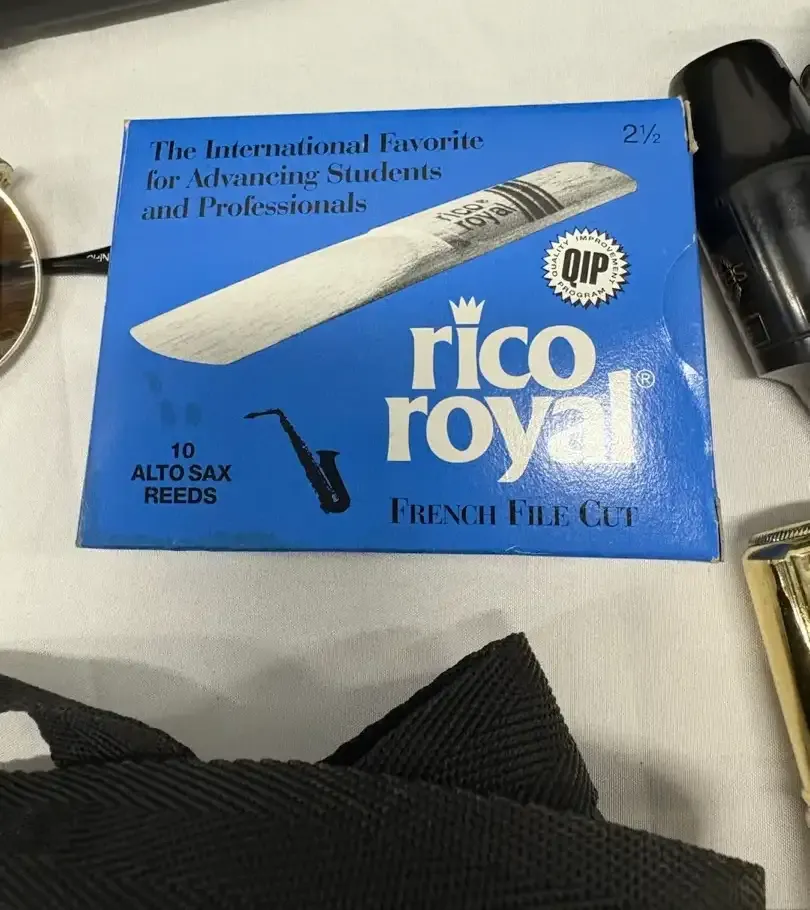 The International Favorite
for Advancing Students
and Professionals
2½
rico®
royal
QUALITY IMPROVEMENT
QIP
PROGRAM
rico
royal®
10
ALTO SAX
REEDS
FRENCH FILE CUT